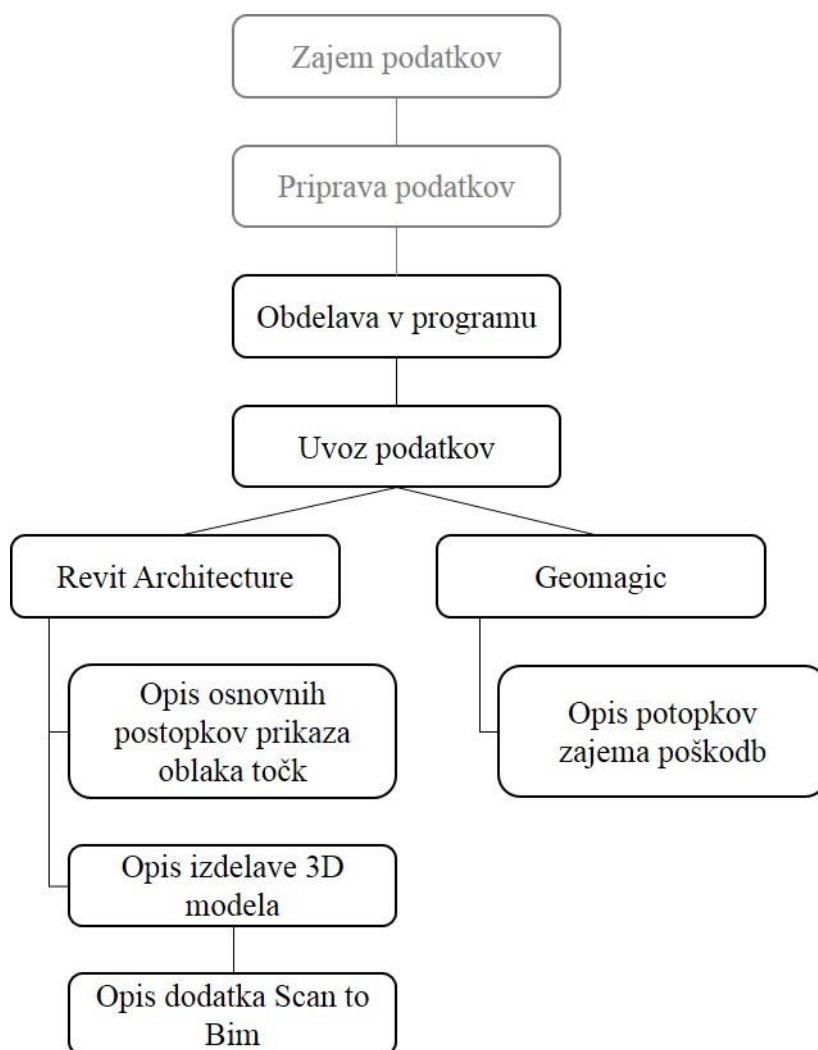 Zajem podatkov
Priprava podatkov
Obdelava v programu
Uvoz podatkov
Revit Architecture
Geomagic
Opis osnovnih
postopkov prikaza
oblaka točk
Opis potopkov
zajema poškodb
Opis izdelave 3D
modela
Opis dodatka Scan to
Bim